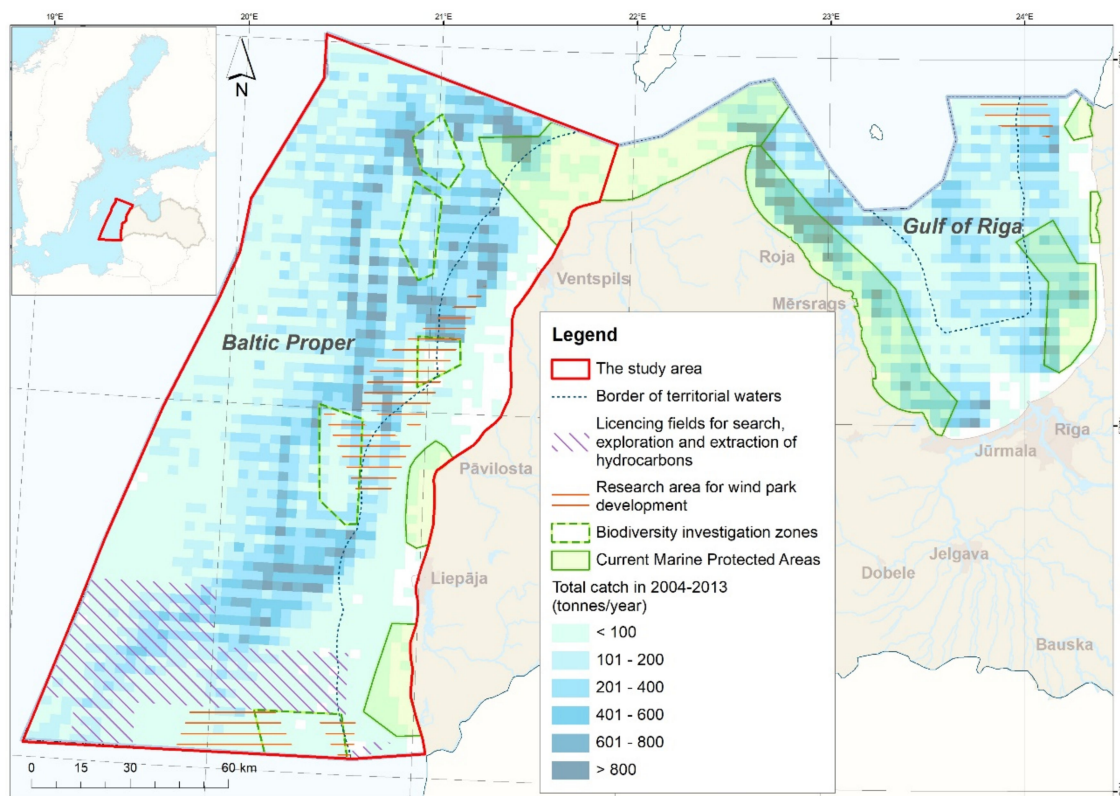 19°E
20°E
21°E
22°E
23°E
24°E
N
Baltic Proper
Gulf of Riga
Ventspils
Roja
Mērsrags
Pāvilosta
Liepāja
Rīga
Jūrmala
Jelgava
Dobele
Bauska
Legend
The study area
Border of territorial waters
Licencing fields for search,
exploration and extraction of
hydrocarbons
Research area for wind park
development
Biodiversity investigation zones
Current Marine Protected Areas
Total catch in 2004-2013
(tonnes/year)
< 100
101 - 200
201 - 400
401 - 600
601 - 800
> 800
0 15 30 60 km